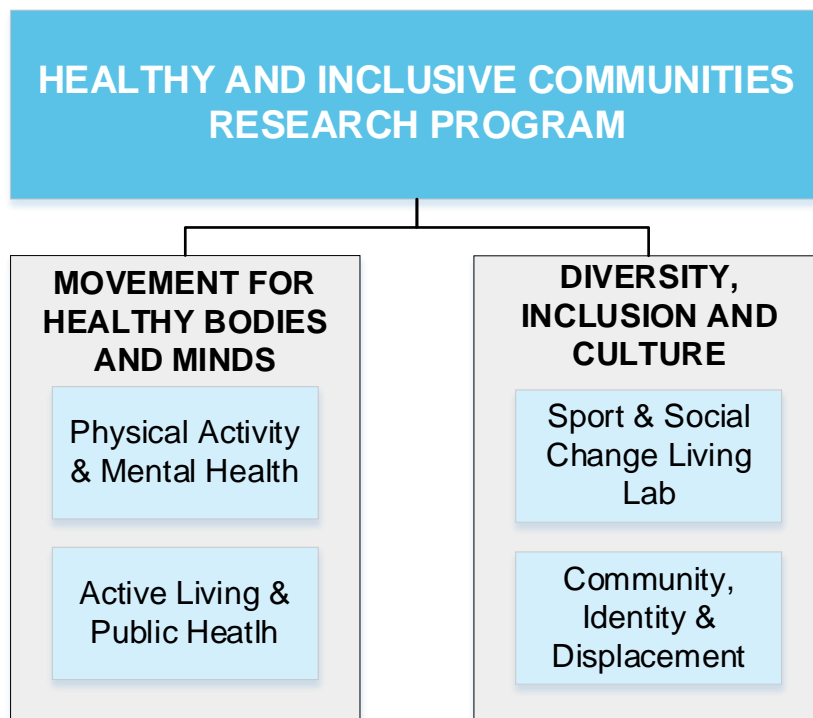 HEALTHY AND INCLUSIVE COMMUNITIES
RESEARCH PROGRAM
MOVEMENT FOR
HEALTHY BODIES
AND MINDS
Physical Activity
& Mental Health
Active Living &
Public Heatlh
DIVERSITY,
INCLUSION AND
CULTURE
Sport & Social
Change Living
Lab
Community,
Identity &
Displacement